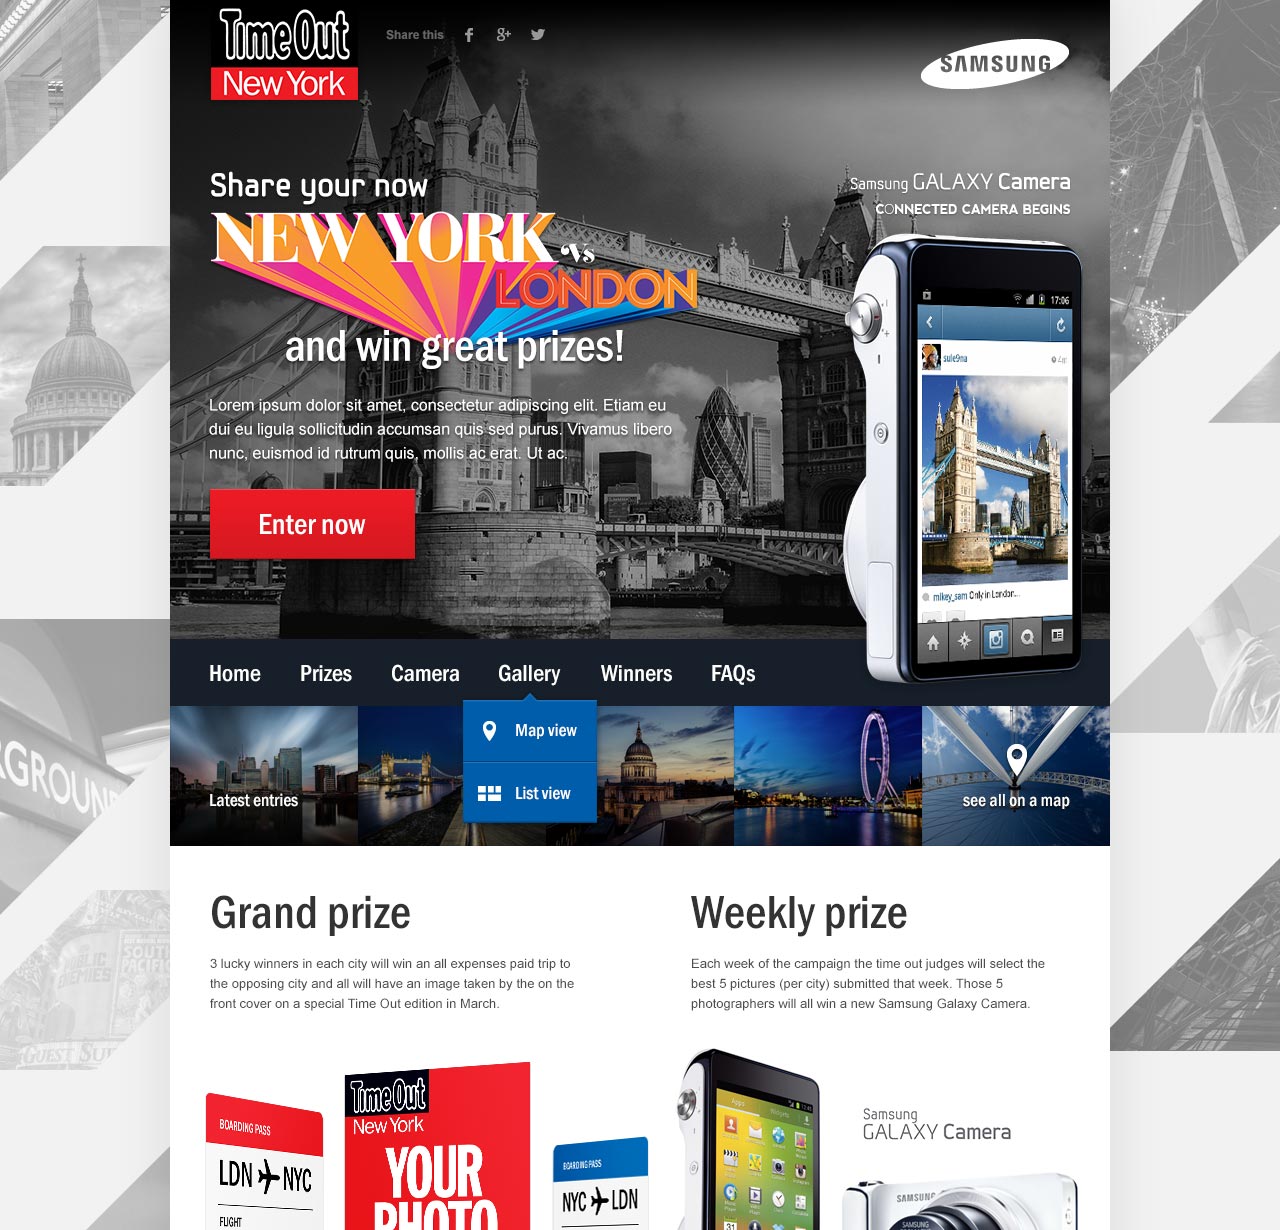 Time Out
New York
Share this
SAMSUNG
Share your now
NEW YORK
Vs
LONDON
and win great prizes!
Samsung GALAXY Camera
CONNECTED CAMERA BEGINS
17:06
sule9na
mikey_sam Only in London...
Lorem ipsum dolor sit amet, consectetur adipiscing elit. Etiam eu
dui eu ligula sollicitudin accumsan quis sed purus. Vivamus libero
nunc, euismod id rutrum quis, mollis ac erat. Ut ac.
Enter now
Home Prizes Camera Gallery Winners FAQs
Map view
List view
Latest entries
see all on a map
RGROUN
Grand prize
3 lucky winners in each city will win an all expenses paid trip to
the opposing city and all will have an image taken by the on the
front cover on a special Time Out edition in March.
Weekly prize
Each week of the campaign the time out judges will select the
best 5 pictures (per city) submitted that week. Those 5
photographers will all win a new Samsung Galaxy Camera.
BOARDING PASS
LDN NYC
FLIGHT
Time Out
New York
YOUR
PHOTO
BOARDING PASS
NYC LDN
Apps Widgets
Samsung
GALAXY Camera
SAMSUNG
SAMSUNG
PUBLIC
ENEMIES
SOUTH
PACIFIC
GUEST